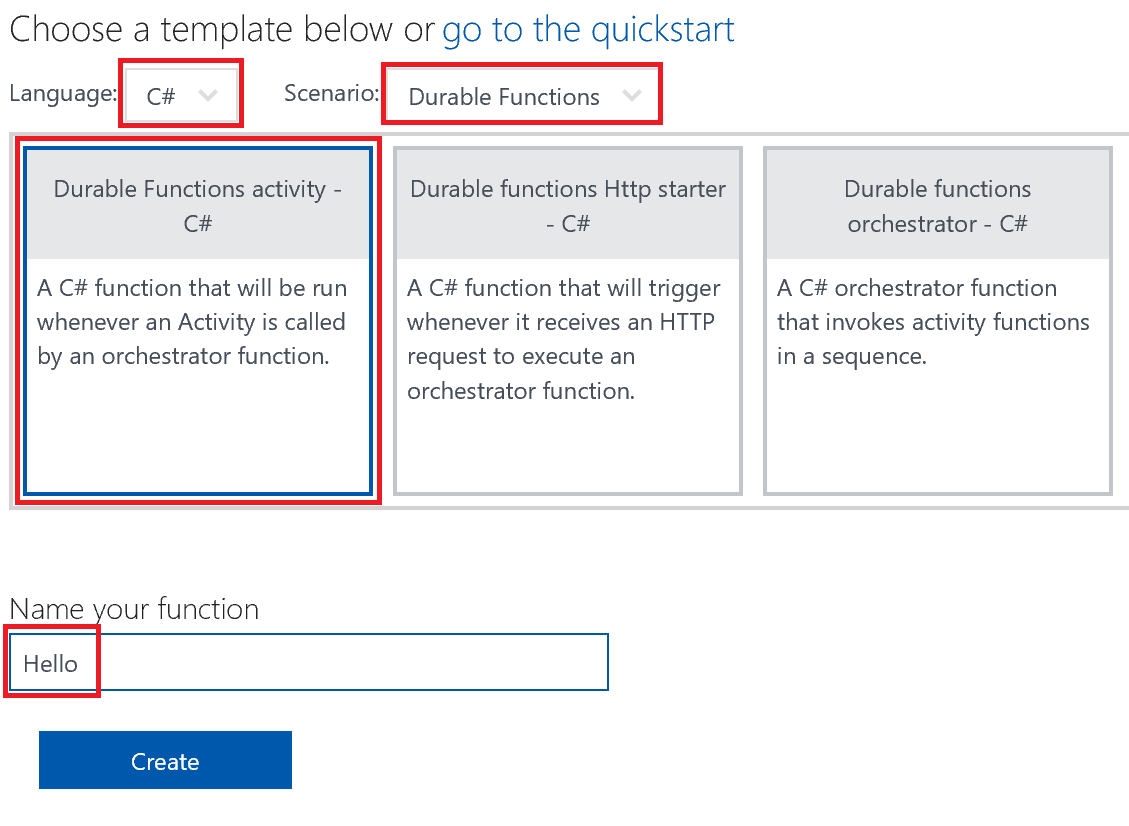 Choose a template below or go to the quickstart
Language: C# Scenario: Durable Functions
Durable Functions activity -
C#
A C# function that will be run
whenever an Activity is called
by an orchestrator function.
Durable functions Http starter
- C#
A C# function that will trigger
whenever it receives an HTTP
request to execute an
orchestrator function.
Durable functions
orchestrator - C#
A C# orchestrator function
that invokes activity functions
in a sequence.
Name your function
Hello
Create